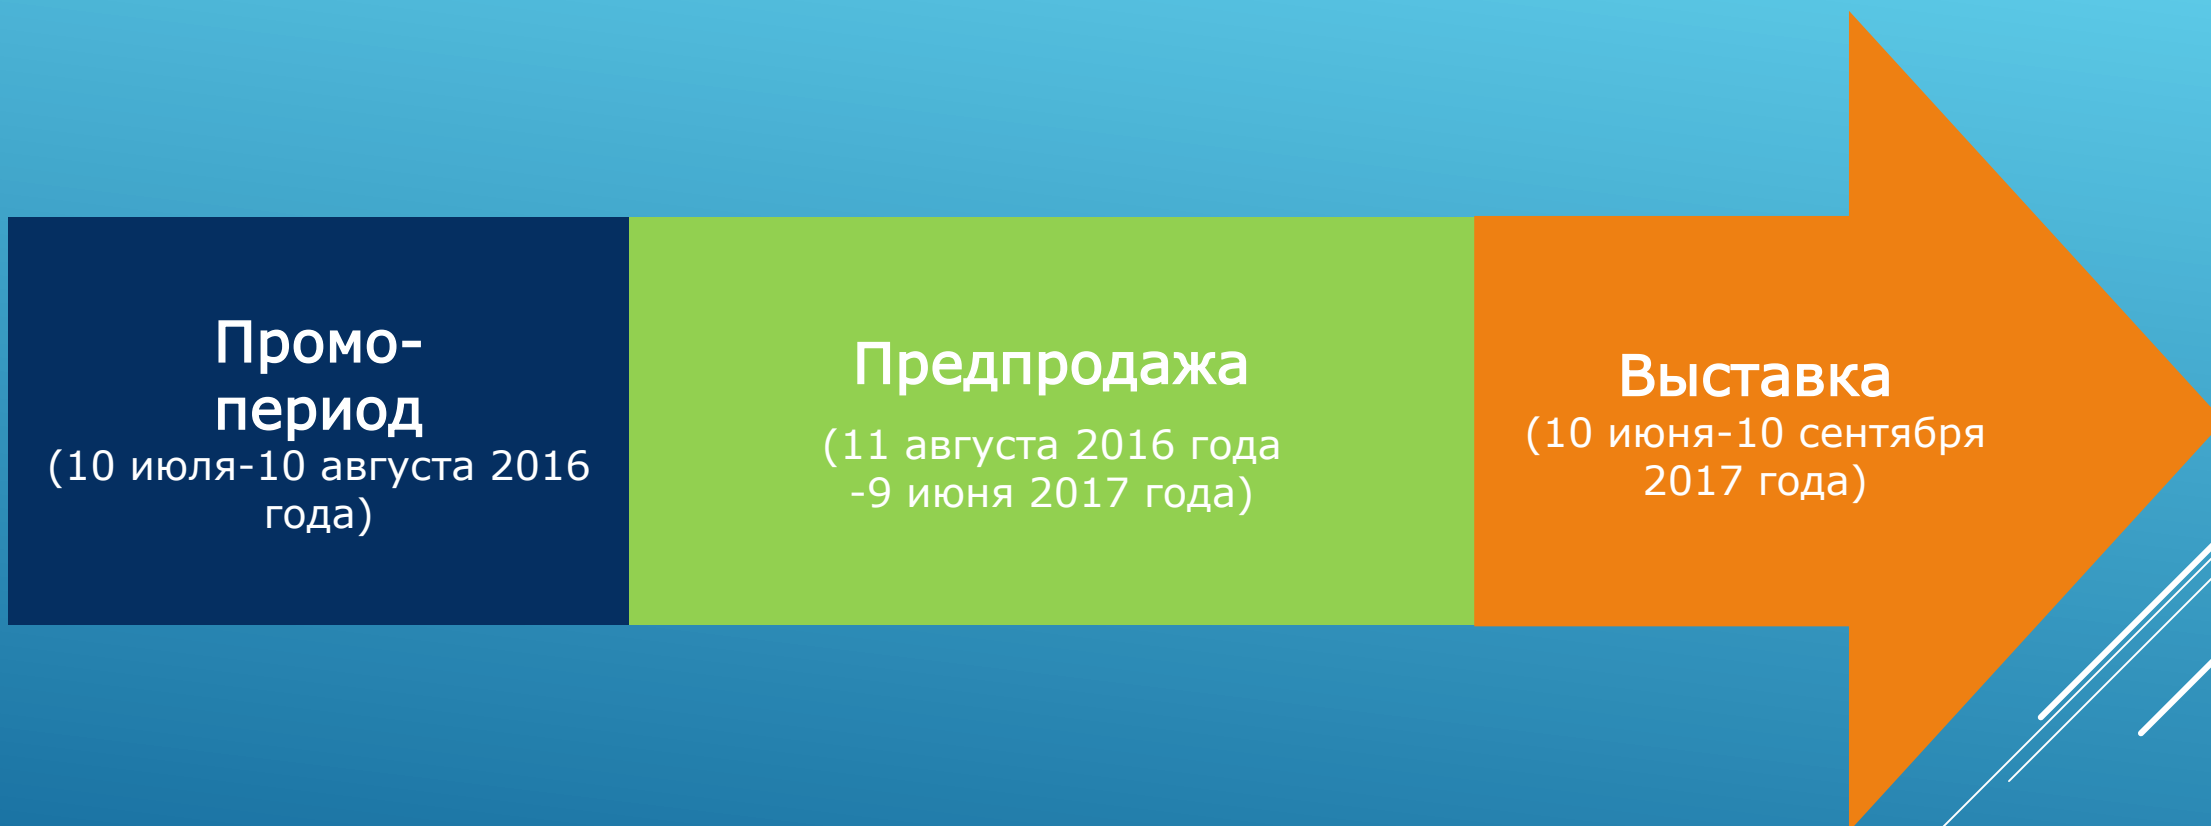 Промо-
период
(10 июля-10 августа 2016
года)
Предпродажа
(11 августа 2016 года
-9 июня 2017 года)
Выставка
(10 июня-10 сентября
2017 года)